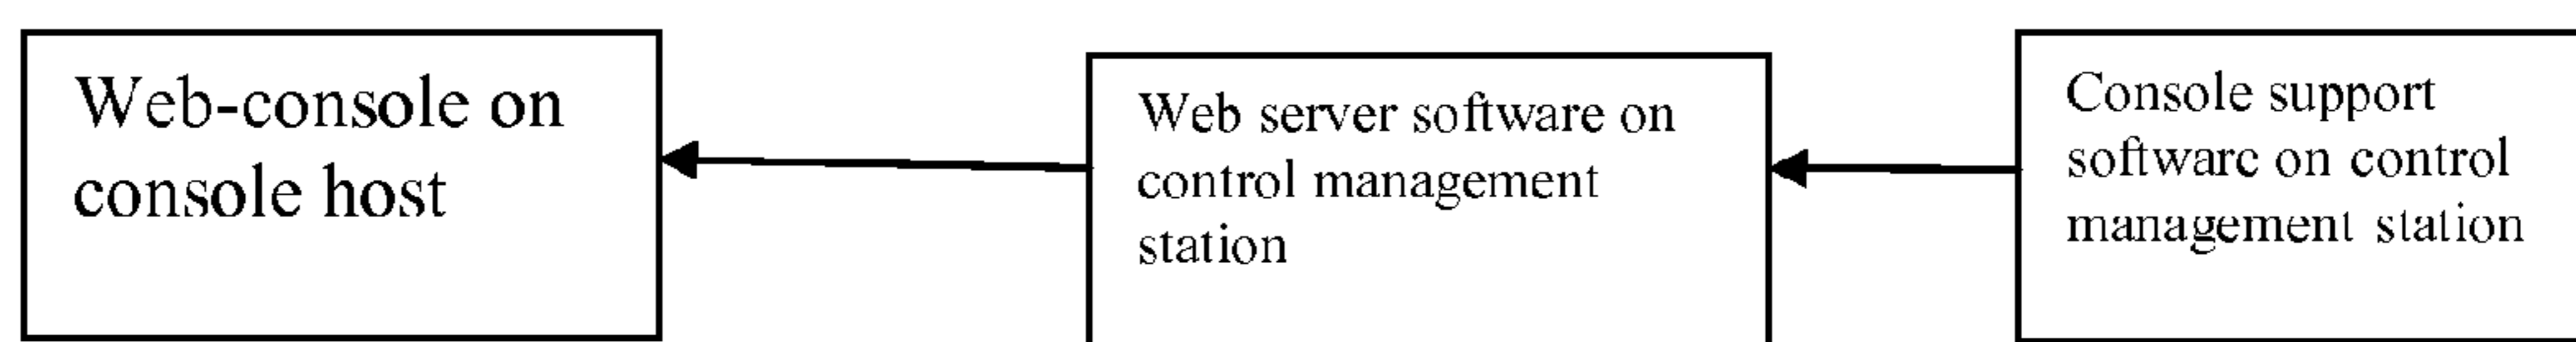 Web-console on
console host
Web server software on
control management
station
Console support
software on control
management station